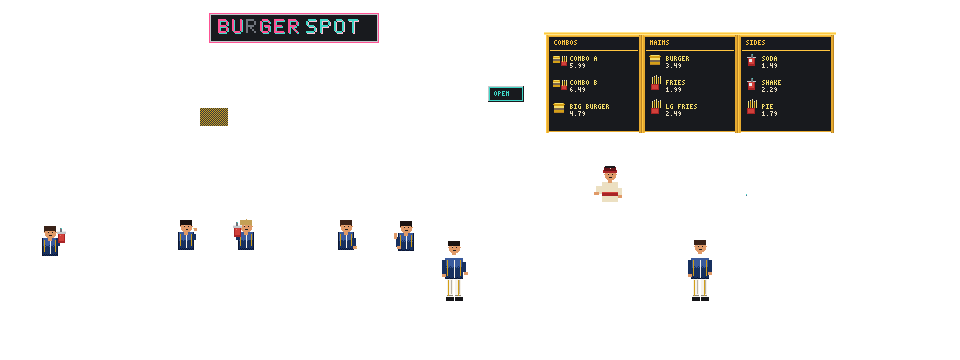 BURGER SPOT
OPEN
COMBOS
COMBO A
5.99
COMBO B
6.49
BIG BURGER
4.79
MAINS
BURGER
3.49
FRIES
1.99
LG FRIES
2.49
SIDES
SODA
1.49
SHAKE
2.29
PIE
1.79